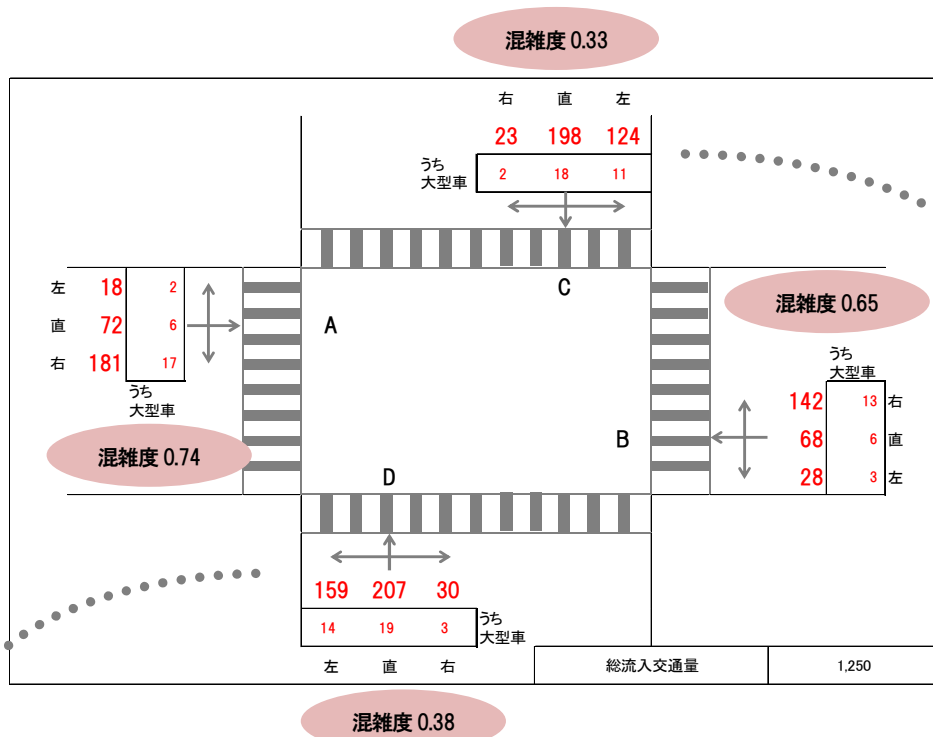 混雑度 0.33
右 直 左
23 198 124
うち
大型車
2 18 11
C
左 18 2
直 72 6
右 181 17
うち
大型車
A
混雑度 0.74
混雑度 0.65
うち
大型車
142 13 右
68 6 直
28 3 左
B
D
159 207 30
14 19 3
うち
大型車
左 直 右
総流入交通量 1,250
混雑度 0.38